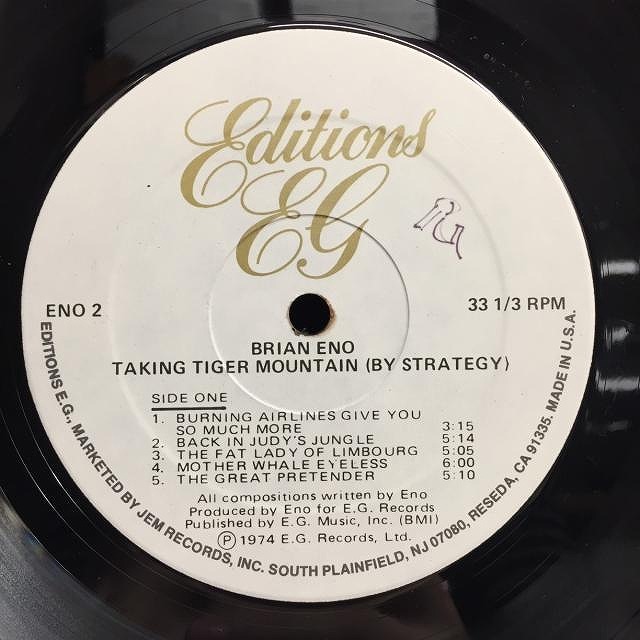 Editions
EG
ENO 2
33 1/3 RPM
BRIAN ENO
TAKING TIGER MOUNTAIN (BY STRATEGY)
SIDE ONE
1. BURNING AIRLINES GIVE YOU
SO MUCH MORE 3:15
2. BACK IN JUDY'S JUNGLE 5:14
3. THE FAT LADY OF LIMBOURG 5:05
4. MOTHER WHALE EYELESS 6:00
5. THE GREAT PRETENDER 5:10
All compositions written by Eno
Produced by Eno for E.G. Records
Published by E.G. Music, Inc. (BMI)
Ⓟ 1974 E.G. Records, Ltd.
EDITIONS E.G., MARKETED BY JEM RECORDS, INC. SOUTH PLAINFIELD, NJ 07080, RESEDA, CA 91335. MADE IN U.S.A.